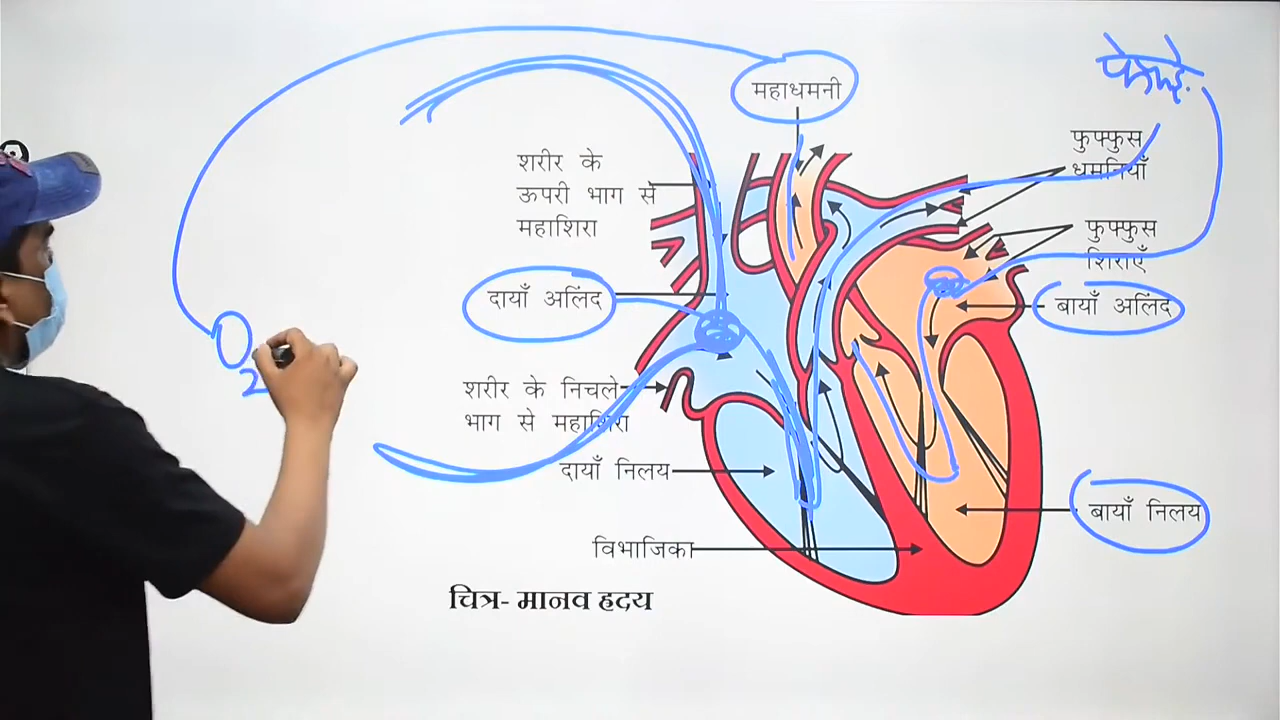 महाधमनी
फेफड़े
शरीर के
ऊपरी भाग से
महाशिरा
फुफ्फुस
धमनियाँ
फुफ्फुस
शिराएँ
दायाँ अलिंद
बायाँ अलिंद
O2
शरीर के निचले
भाग से महाशिरा
दायाँ निलय
बायाँ निलय
विभाजिका
चित्र- मानव हृदय